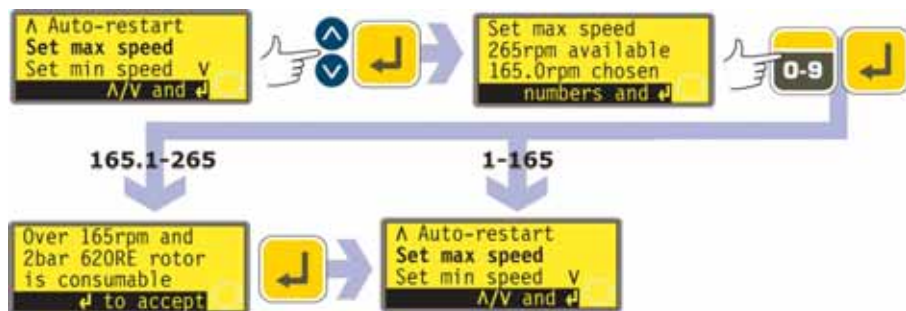 Λ Auto-restart
Set max speed
Set min speed V
Λ/V and ↲
Set max speed
265rpm available
165.0rpm chosen
numbers and ↲
0-9
165.1-265
1-165
Over 165rpm and
2bar 620RE rotor
is consumable
↲ to accept
Λ Auto-restart
Set max speed
Set min speed V
Λ/V and ↲